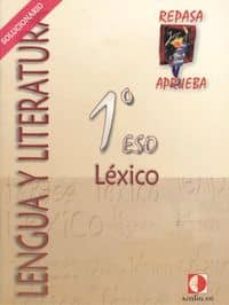 SOLUCIONARIO
LENGUA Y LITERATURA
REPASA
APRUEBA
1º
ESO
Léxico